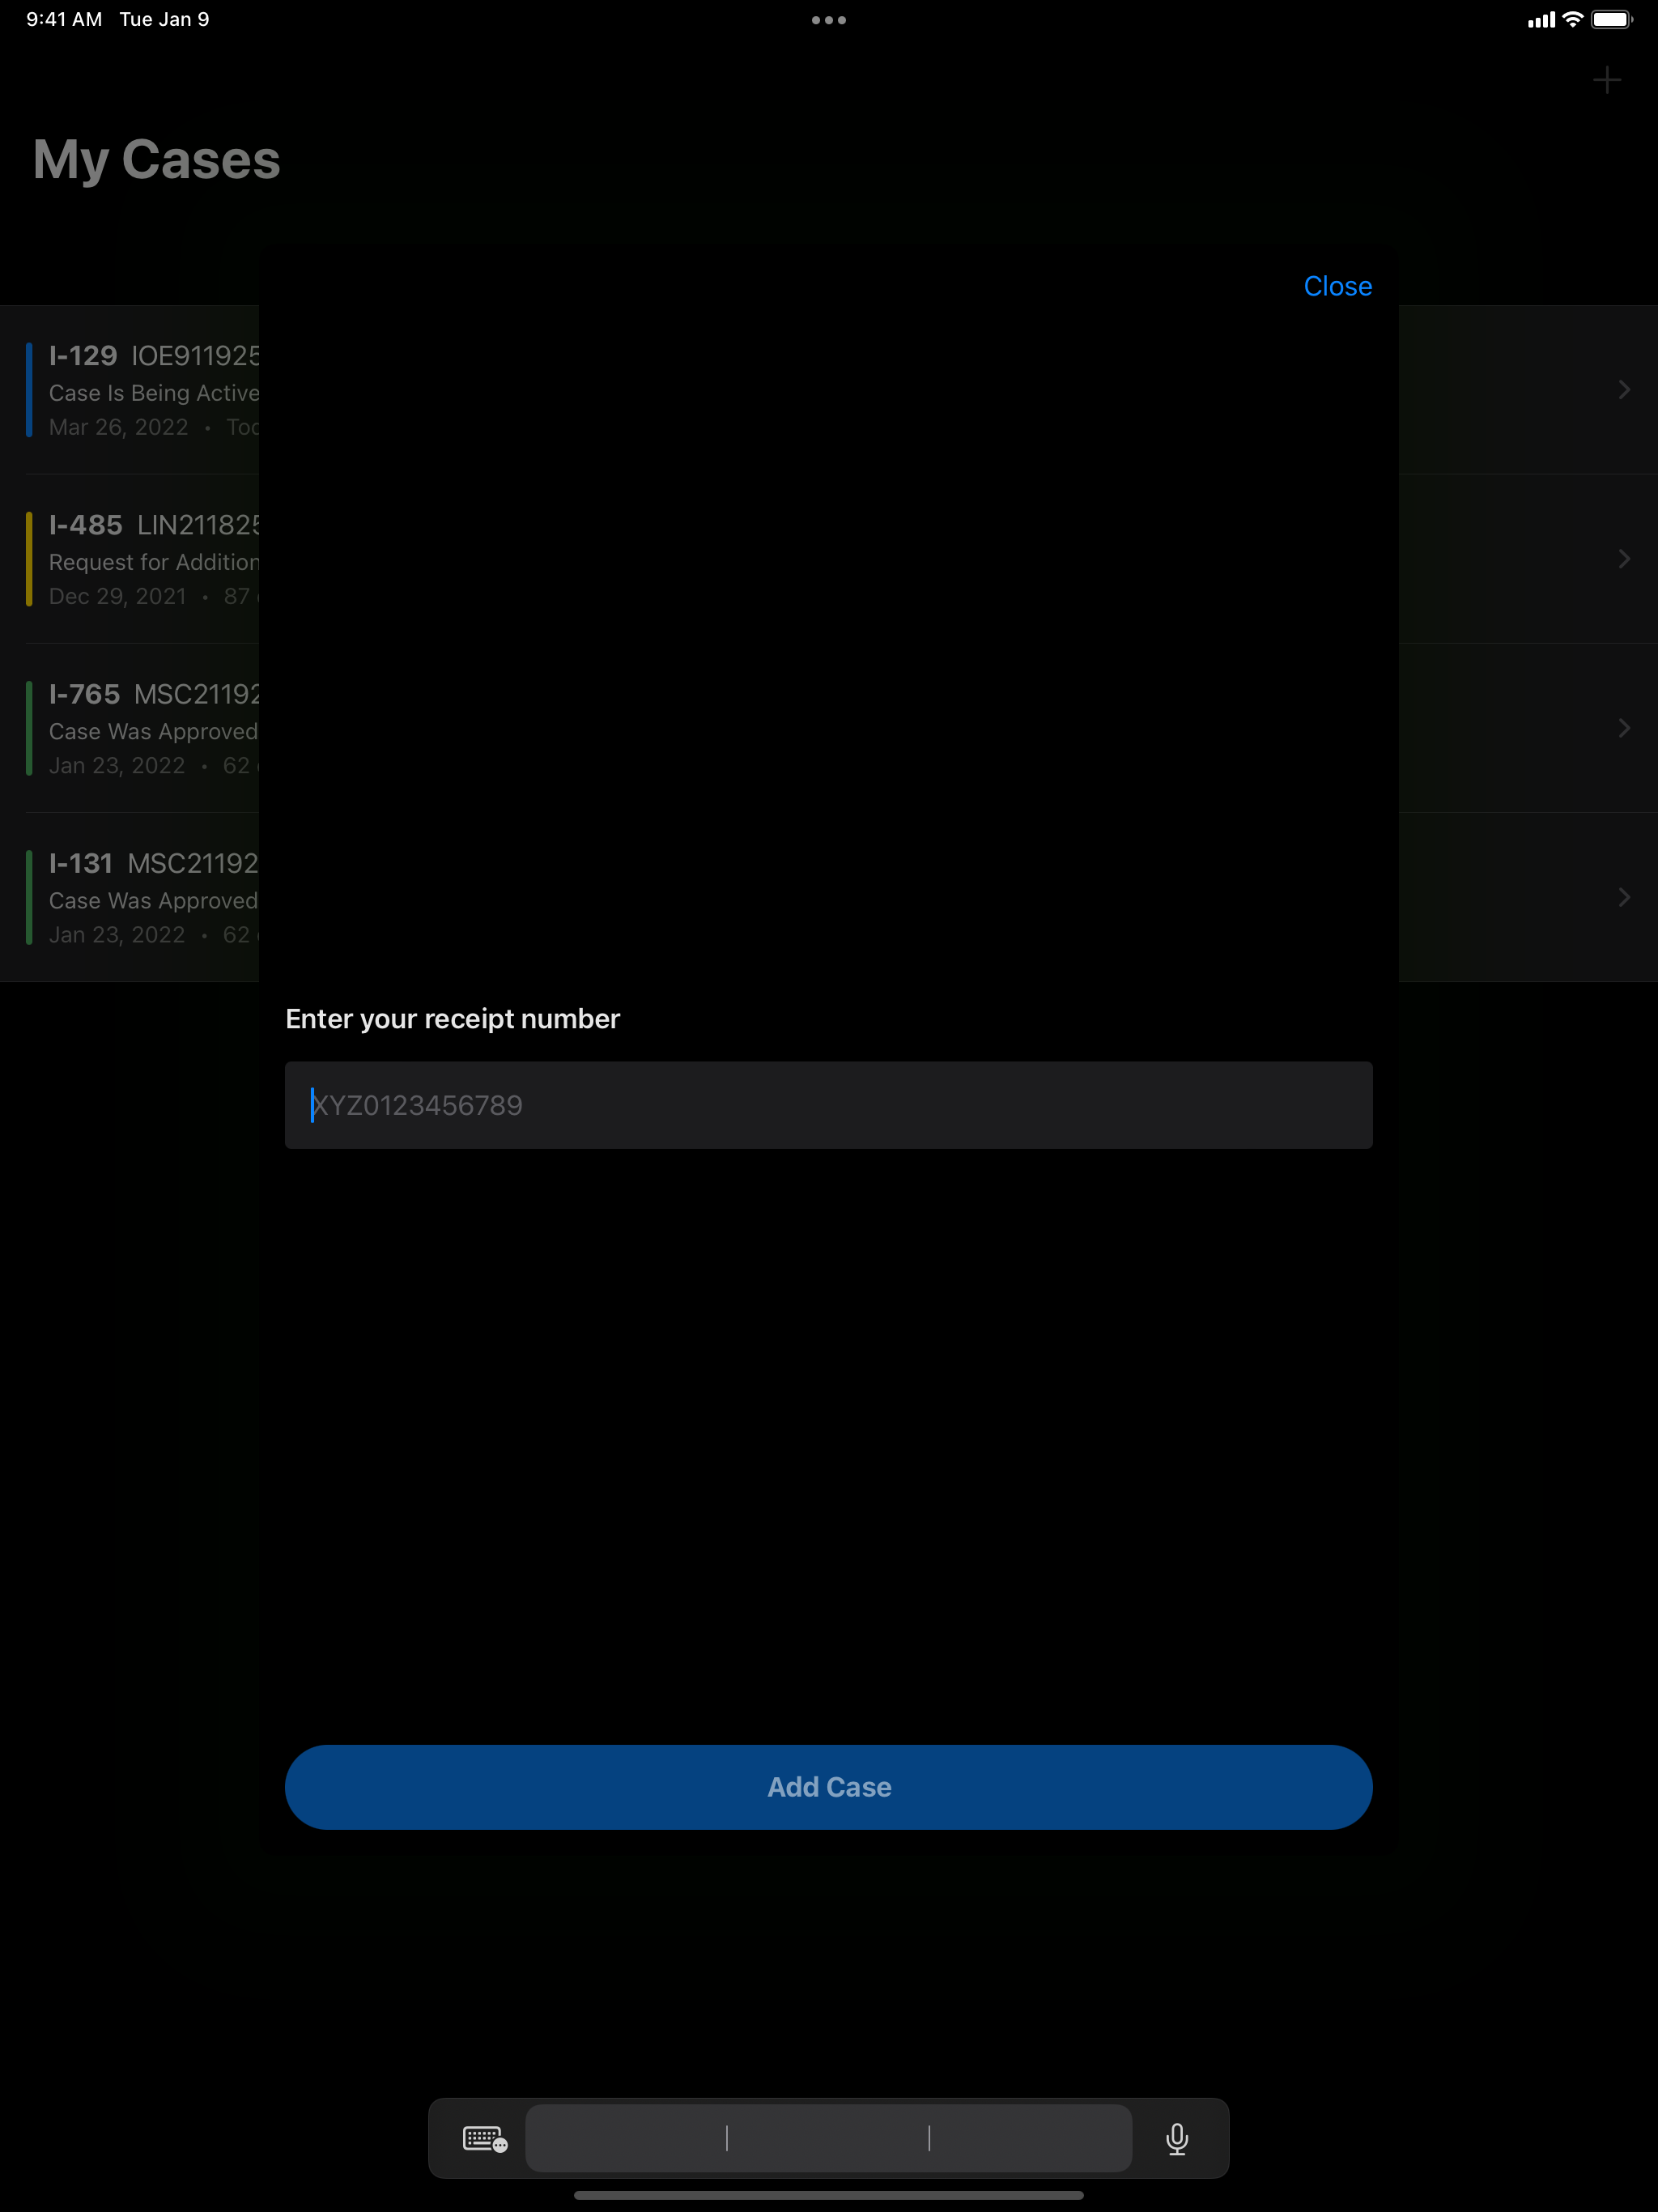 9:41 AM Tue Jan 9
My Cases
Close
I-129 IOE911925
Case Is Being Active
Mar 26, 2022 •
I-485 LIN211825
Request for Addition
Dec 29, 2021 • 87
I-765 MSC21192
Case Was Approved
Jan 23, 2022 • 62
I-131 MSC21192
Case Was Approved
Jan 23, 2022 • 62
Enter your receipt number
XYZ0123456789
Add Case